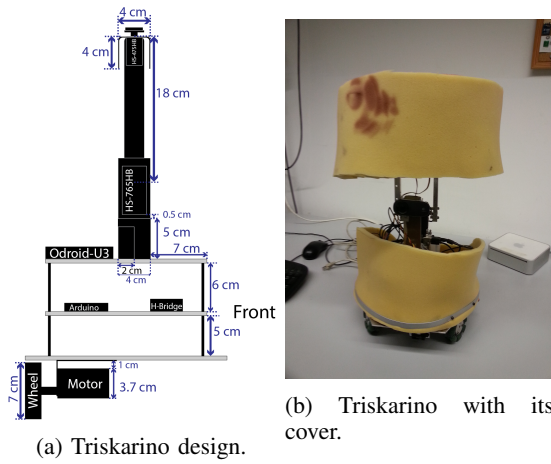 4 cm
4 cm
HS-475HB
18 cm
HS-765HB
0.5 cm
5 cm
7 cm
Odroid-U3
2 cm
4 cm
6 cm
Arduino
H-Bridge
Front
5 cm
1 cm
Motor
3.7 cm
7 cm
Wheel
(a) Triskarino design.
(b) Triskarino with its
cover.